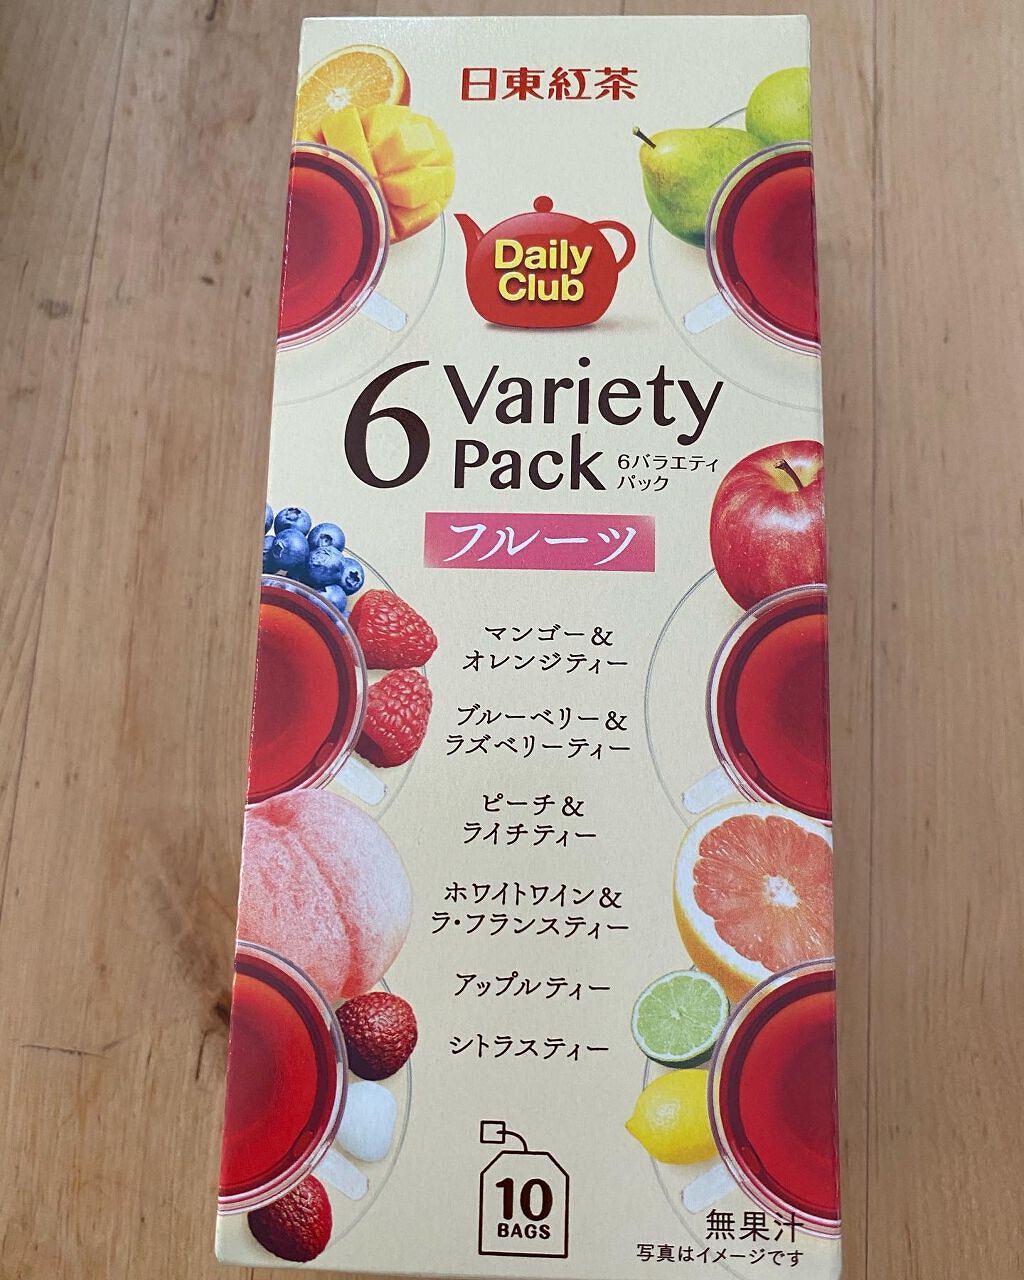 日東紅茶
Daily
Club
6 Variety
Pack
6バラエティ
パック
フルーツ
マンゴー&
オレンジティー
ブルーベリー&
ラズベリーティー
ピーチ&
ライチティー
ホワイトワイン&
ラ・フランスティー
アップルティー
シトラスティー
10
BAGS
無果汁
写真はイメージです